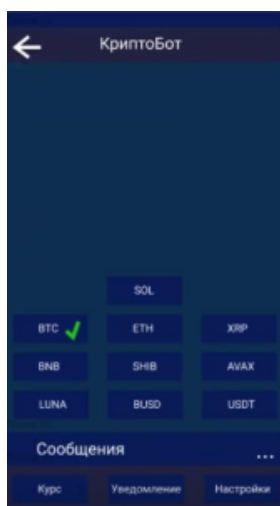 КриптоБот
SOL
BTC ETH XRP
BNB SHIB AVAX
LUNA BUSD USDT
Сообщения ...
Курс Уведомление Настройки